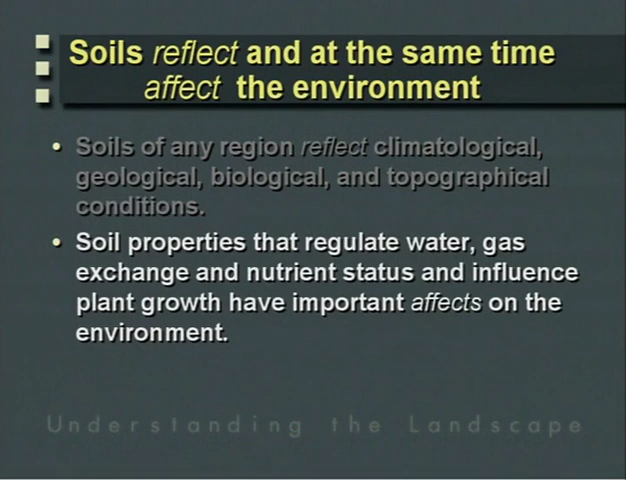 Soils reflect and at the same time
affect the environment
• Soils of any region reflect climatological,
geological, biological, and topographical
conditions.
• Soil properties that regulate water, gas
exchange and nutrient status and influence
plant growth have important affects on the
environment.
Understanding the Landscape